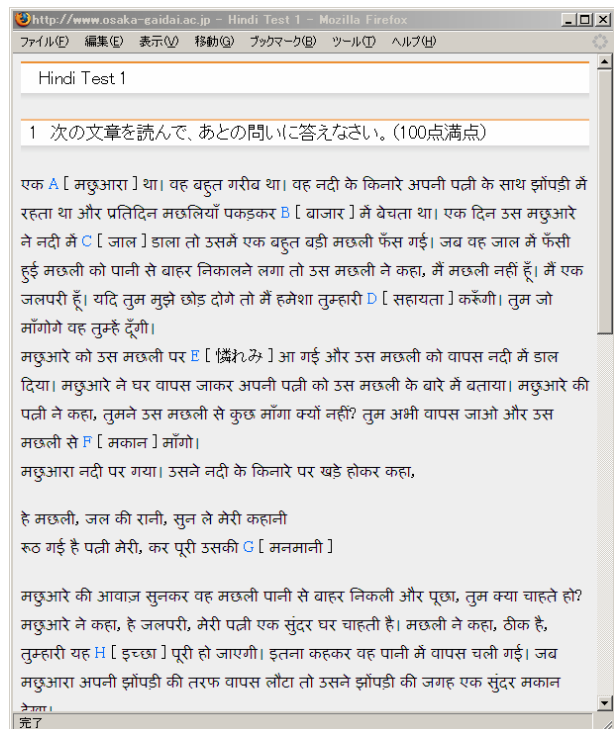 http://www.osaka-gaidai.ac.jp - Hindi Test 1 - Mozilla Firefox
ファイル(F) 編集(E) 表示(V) 移動(G) ブックマーク(B) ツール(T) ヘルプ(H)
Hindi Test 1
1 次の文章を読んで、あとの問いに答えなさい。(100点満点)
एक A [ मछुआरा ] था। वह बहुत गरीब था। वह नदी के किनारे अपनी पत्नी के साथ झोंपड़ी में
रहता था और प्रतिदिन मछलियाँ पकड़कर B [ बाजार ] में बेचता था। एक दिन उस मछुआरे
ने नदी में C [ जाल ] डाला तो उसमें एक बहुत बड़ी मछली फँस गई। जब वह जाल में फँसी
हुई मछली को पानी से बाहर निकालने लगा तो उस मछली ने कहा, मैं मछली नहीं हूँ। मैं एक
जलपरी हूँ। यदि तुम मुझे छोड़ दोगे तो मैं हमेशा तुम्हारी D [ सहायता ] करूँगी। तुम जो
माँगोगे वह तुम्हें दूँगी।
मछुआरे को उस मछली पर E [ 憐れみ ] आ गई और उस मछली को वापस नदी में डाल
दिया। मछुआरे ने घर वापस जाकर अपनी पत्नी को उस मछली के बारे में बताया। मछुआरे की
पत्नी ने कहा, तुमने उस मछली से कुछ माँगा क्यों नहीं? तुम अभी वापस जाओ और उस
मछली से F [ मकान ] माँगो।
मछुआरा नदी पर गया। उसने नदी के किनारे पर खड़े होकर कहा,
हे मछली, जल की रानी, सुन ले मेरी कहानी
रूठ गई है पत्नी मेरी, कर पूरी उसकी G [ मनमानी ]
मछुआरे की आवाज़ सुनकर वह मछली पानी से बाहर निकली और पूछा, तुम क्या चाहते हो?
मछुआरे ने कहा, हे जलपरी, मेरी पत्नी एक सुंदर घर चाहती है। मछली ने कहा, ठीक है,
तुम्हारी यह H [ इच्छा ] पूरी हो जाएगी। इतना कहकर वह पानी में वापस चली गई। जब
मछुआरा अपनी झोंपड़ी की तरफ वापस लौटा तो उसने झोंपड़ी की जगह एक सुंदर मकान
देखा।
完了